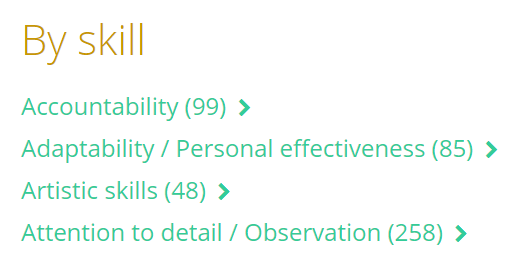 By skill
Accountability (99)
Adaptability / Personal effectiveness (85)
Artistic skills (48)
Attention to detail / Observation (258)